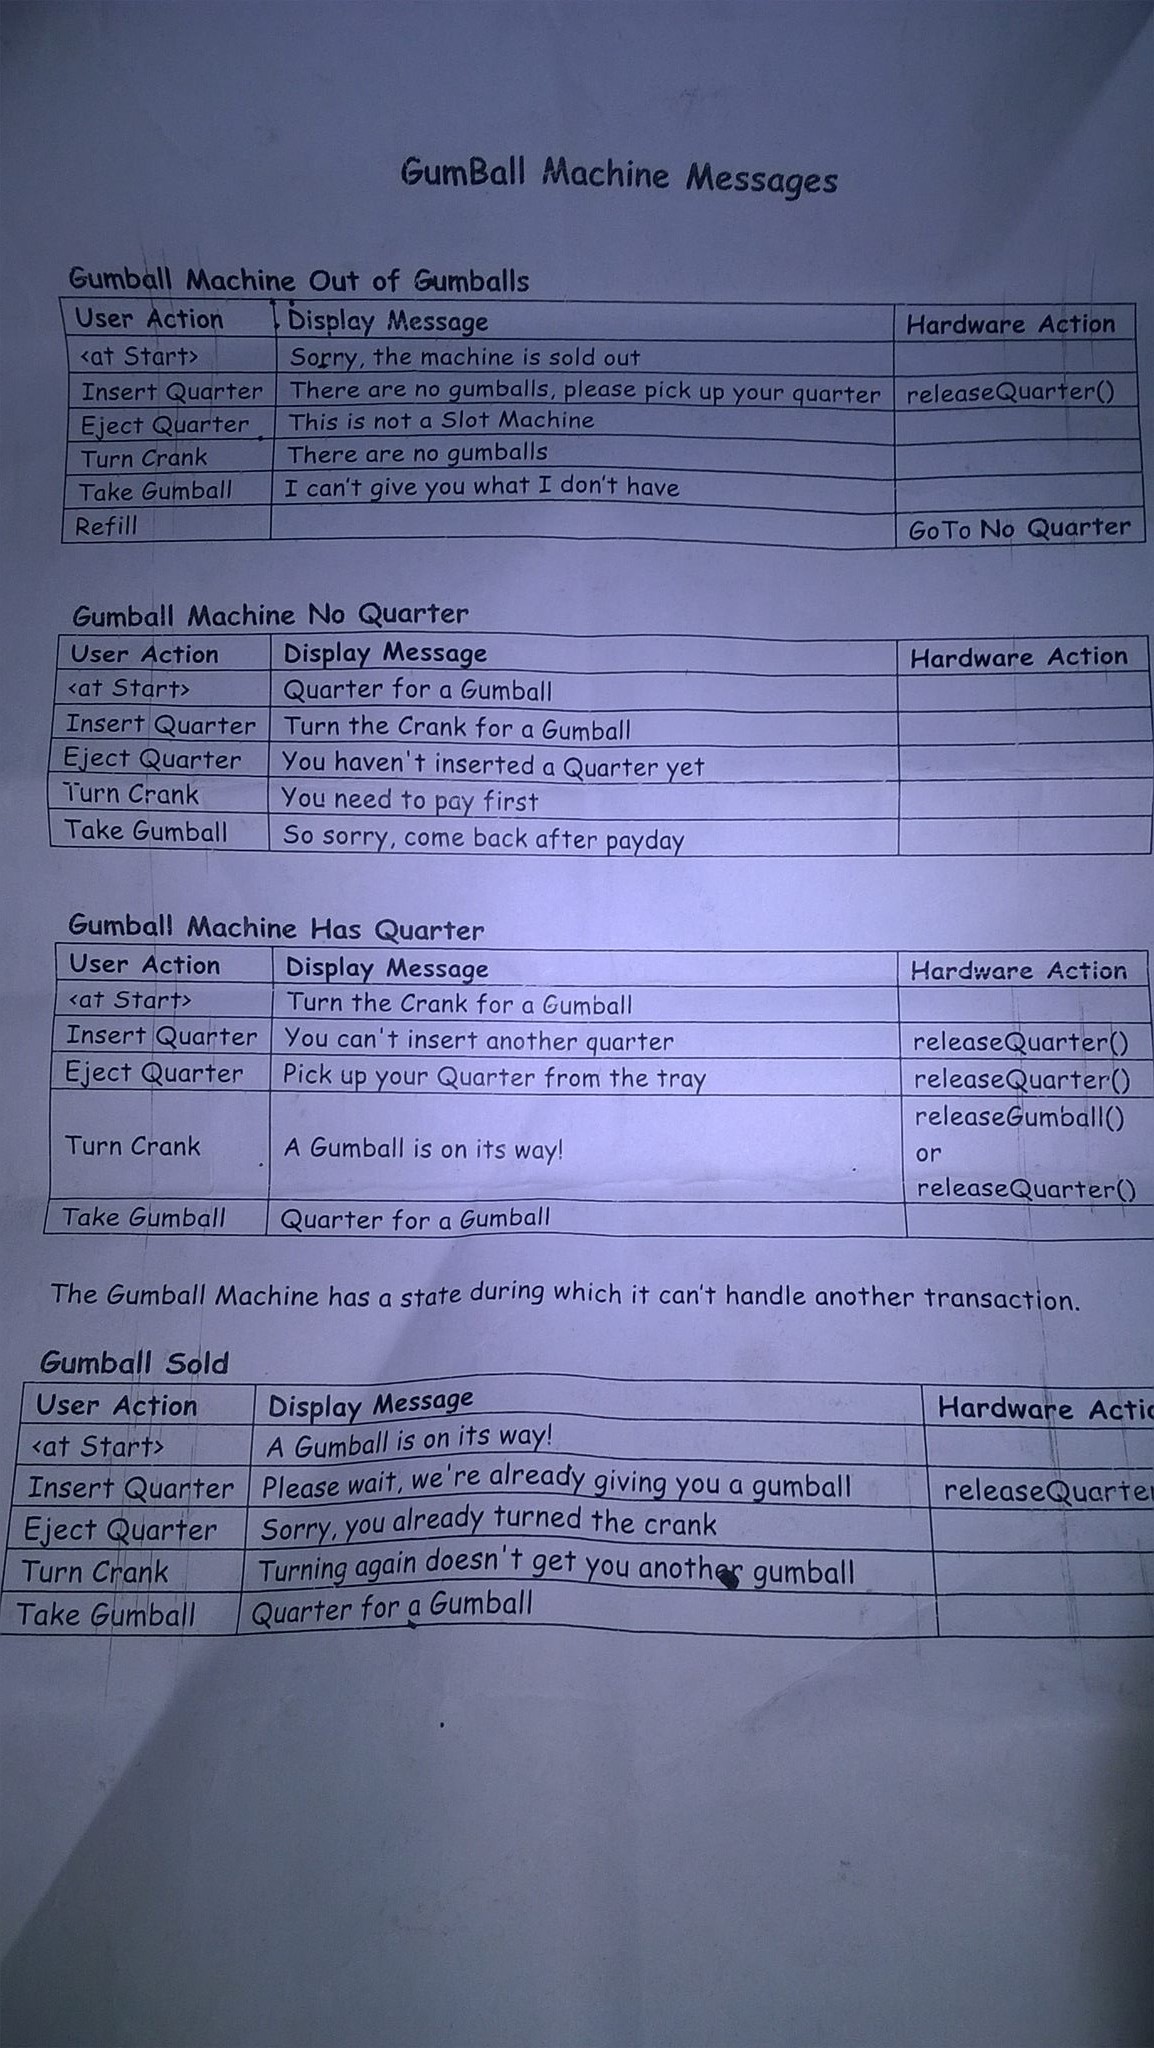 GumBall Machine Messages
Gumball Machine Out of Gumballs
User Action Display Message Hardware Action
<at Start> Sorry, the machine is sold out
Insert Quarter There are no gumballs, please pick up your quarter releaseQuarter()
Eject Quarter This is not a Slot Machine
Turn Crank There are no gumballs
Take Gumball I can't give you what I don't have
Refill GoTo No Quarter
Gumball Machine No Quarter
User Action Display Message Hardware Action
<at Start> Quarter for a Gumball
Insert Quarter Turn the Crank for a Gumball
Eject Quarter You haven't inserted a Quarter yet
Turn Crank You need to pay first
Take Gumball So sorry, come back after payday
Gumball Machine Has Quarter
User Action Display Message Hardware Action
<at Start> Turn the Crank for a Gumball
Insert Quarter You can't insert another quarter releaseQuarter()
Eject Quarter Pick up your Quarter from the tray releaseQuarter()
Turn Crank A Gumball is on its way! releaseGumball()
or
releaseQuarter()
Take Gumball Quarter for a Gumball
The Gumball Machine has a state during which it can't handle another transaction.
Gumball Sold
User Action Display Message Hardware Actio
<at Start> A Gumball is on its way!
Insert Quarter Please wait, we're already giving you a gumball releaseQuarter
Eject Quarter Sorry, you already turned the crank
Turn Crank Turning again doesn't get you another gumball
Take Gumball Quarter for a Gumball